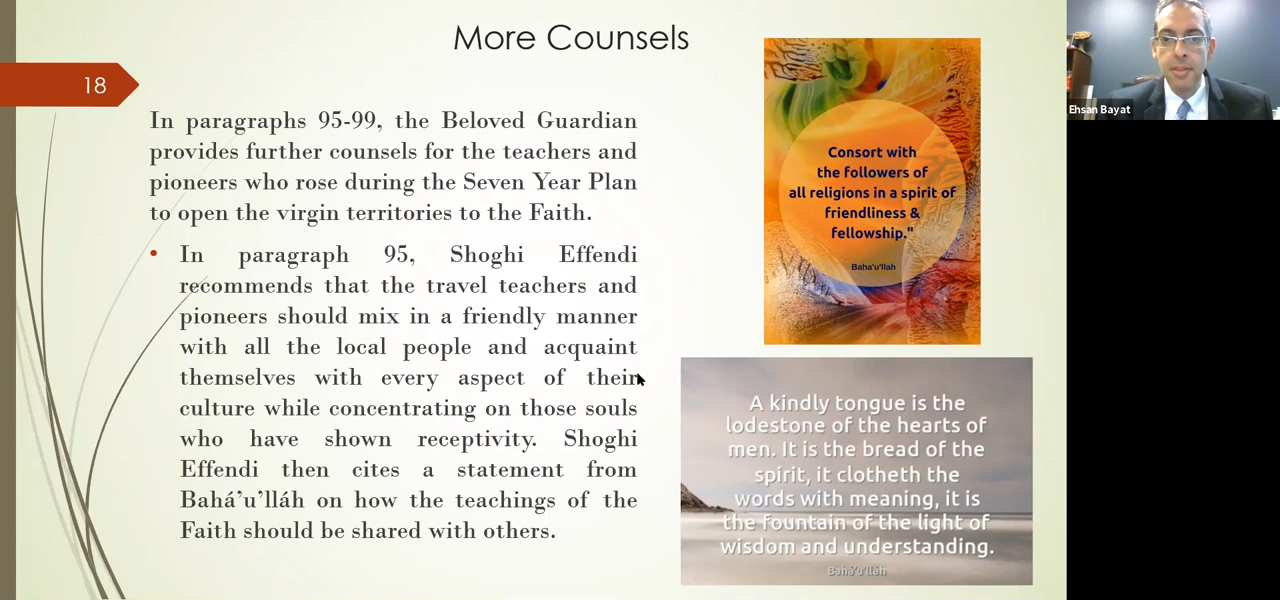 More Counsels
18
In paragraphs 95-99, the Beloved Guardian
provides further counsels for the teachers and
pioneers who rose during the Seven Year Plan
to open the virgin territories to the Faith.
• In paragraph 95, Shoghi Effendi
recommends that the travel teachers and
pioneers should mix in a friendly manner
with all the local people and acquaint
themselves with every aspect of their
culture while concentrating on those souls
who have shown receptivity. Shoghi
Effendi then cites a statement from
Bahá’u’lláh on how the teachings of the
Faith should be shared with others.
Consort with
the followers of
all religions in a spirit of
friendliness &
fellowship."
Baha'u'llah
A kindly tongue is the
lodestone of the hearts of
men. It is the bread of the
spirit, it clotheth the
words with meaning, it is
the fountain of the light of
wisdom and understanding.
Bahá'u'lláh
Ehsan Bayat